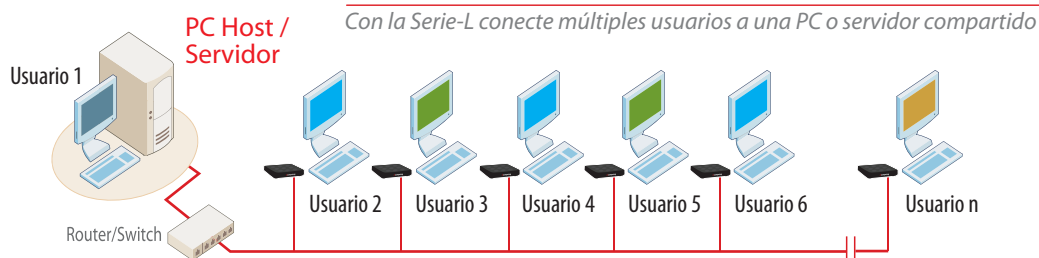 Con la Serie-L conecte múltiples usuarios a una PC o servidor compartido
PC Host /
Servidor
Usuario 1
Usuario 2
Usuario 3
Usuario 4
Usuario 5
Usuario 6
Usuario n
Router/Switch